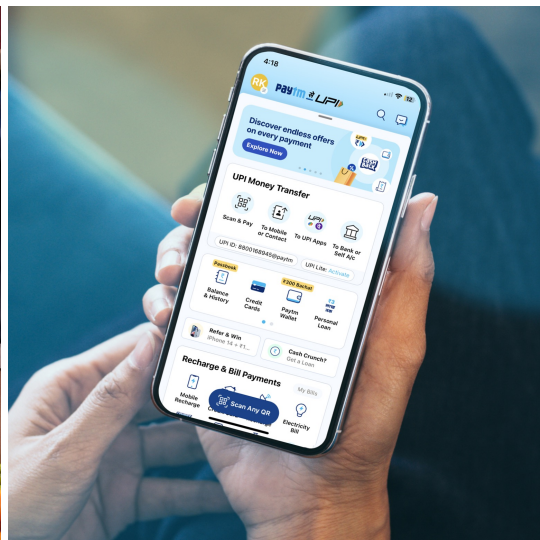 4:18
12
RK
paytm से UPI
Discover endless offers
on every payment
Explore Now
UPI Money Transfer
Scan & Pay
To Mobile
or Contact
To UPI Apps
To Bank or
Self A/c
UPI ID: 8800168945@paytm
UPI Lite: Activate
Passbook
Balance
& History
Credit
Cards
₹300 Bachat
Paytm
Wallet
Personal
Loan
Refer & Win
iPhone 14 + ₹1...
Cash Crunch?
Get a Loan
Recharge & Bill Payments
My Bills
Mobile
Recharge
Scan Any QR
Electricity
Bill